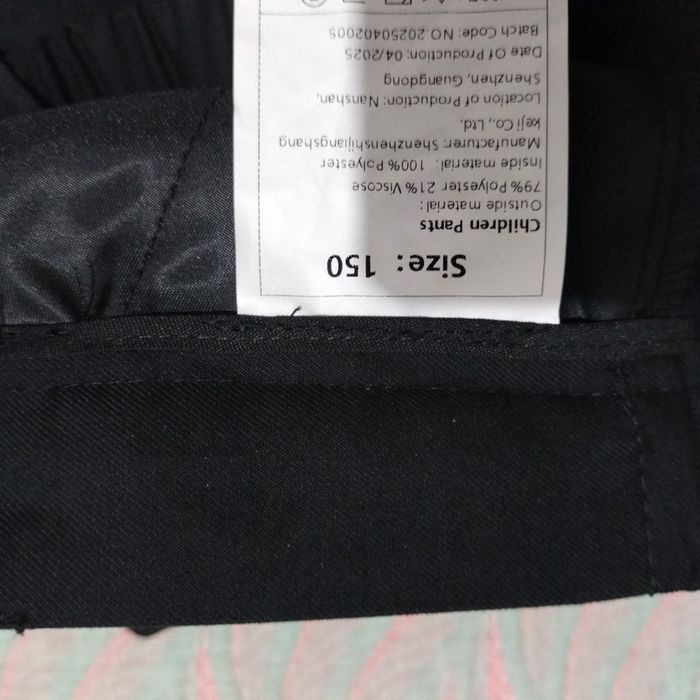 Size: 150
Children Pants
Outside material:
79% Polyester 21% Viscose
Inside material: 100% Polyester
Manufacturer: Shenzhenshijiangshang
keji Co., Ltd.
Location of Production: Nanshan,
Shenzhen, Guangdong
Date Of Production: 04/2025
Batch Code: NO.20250402005